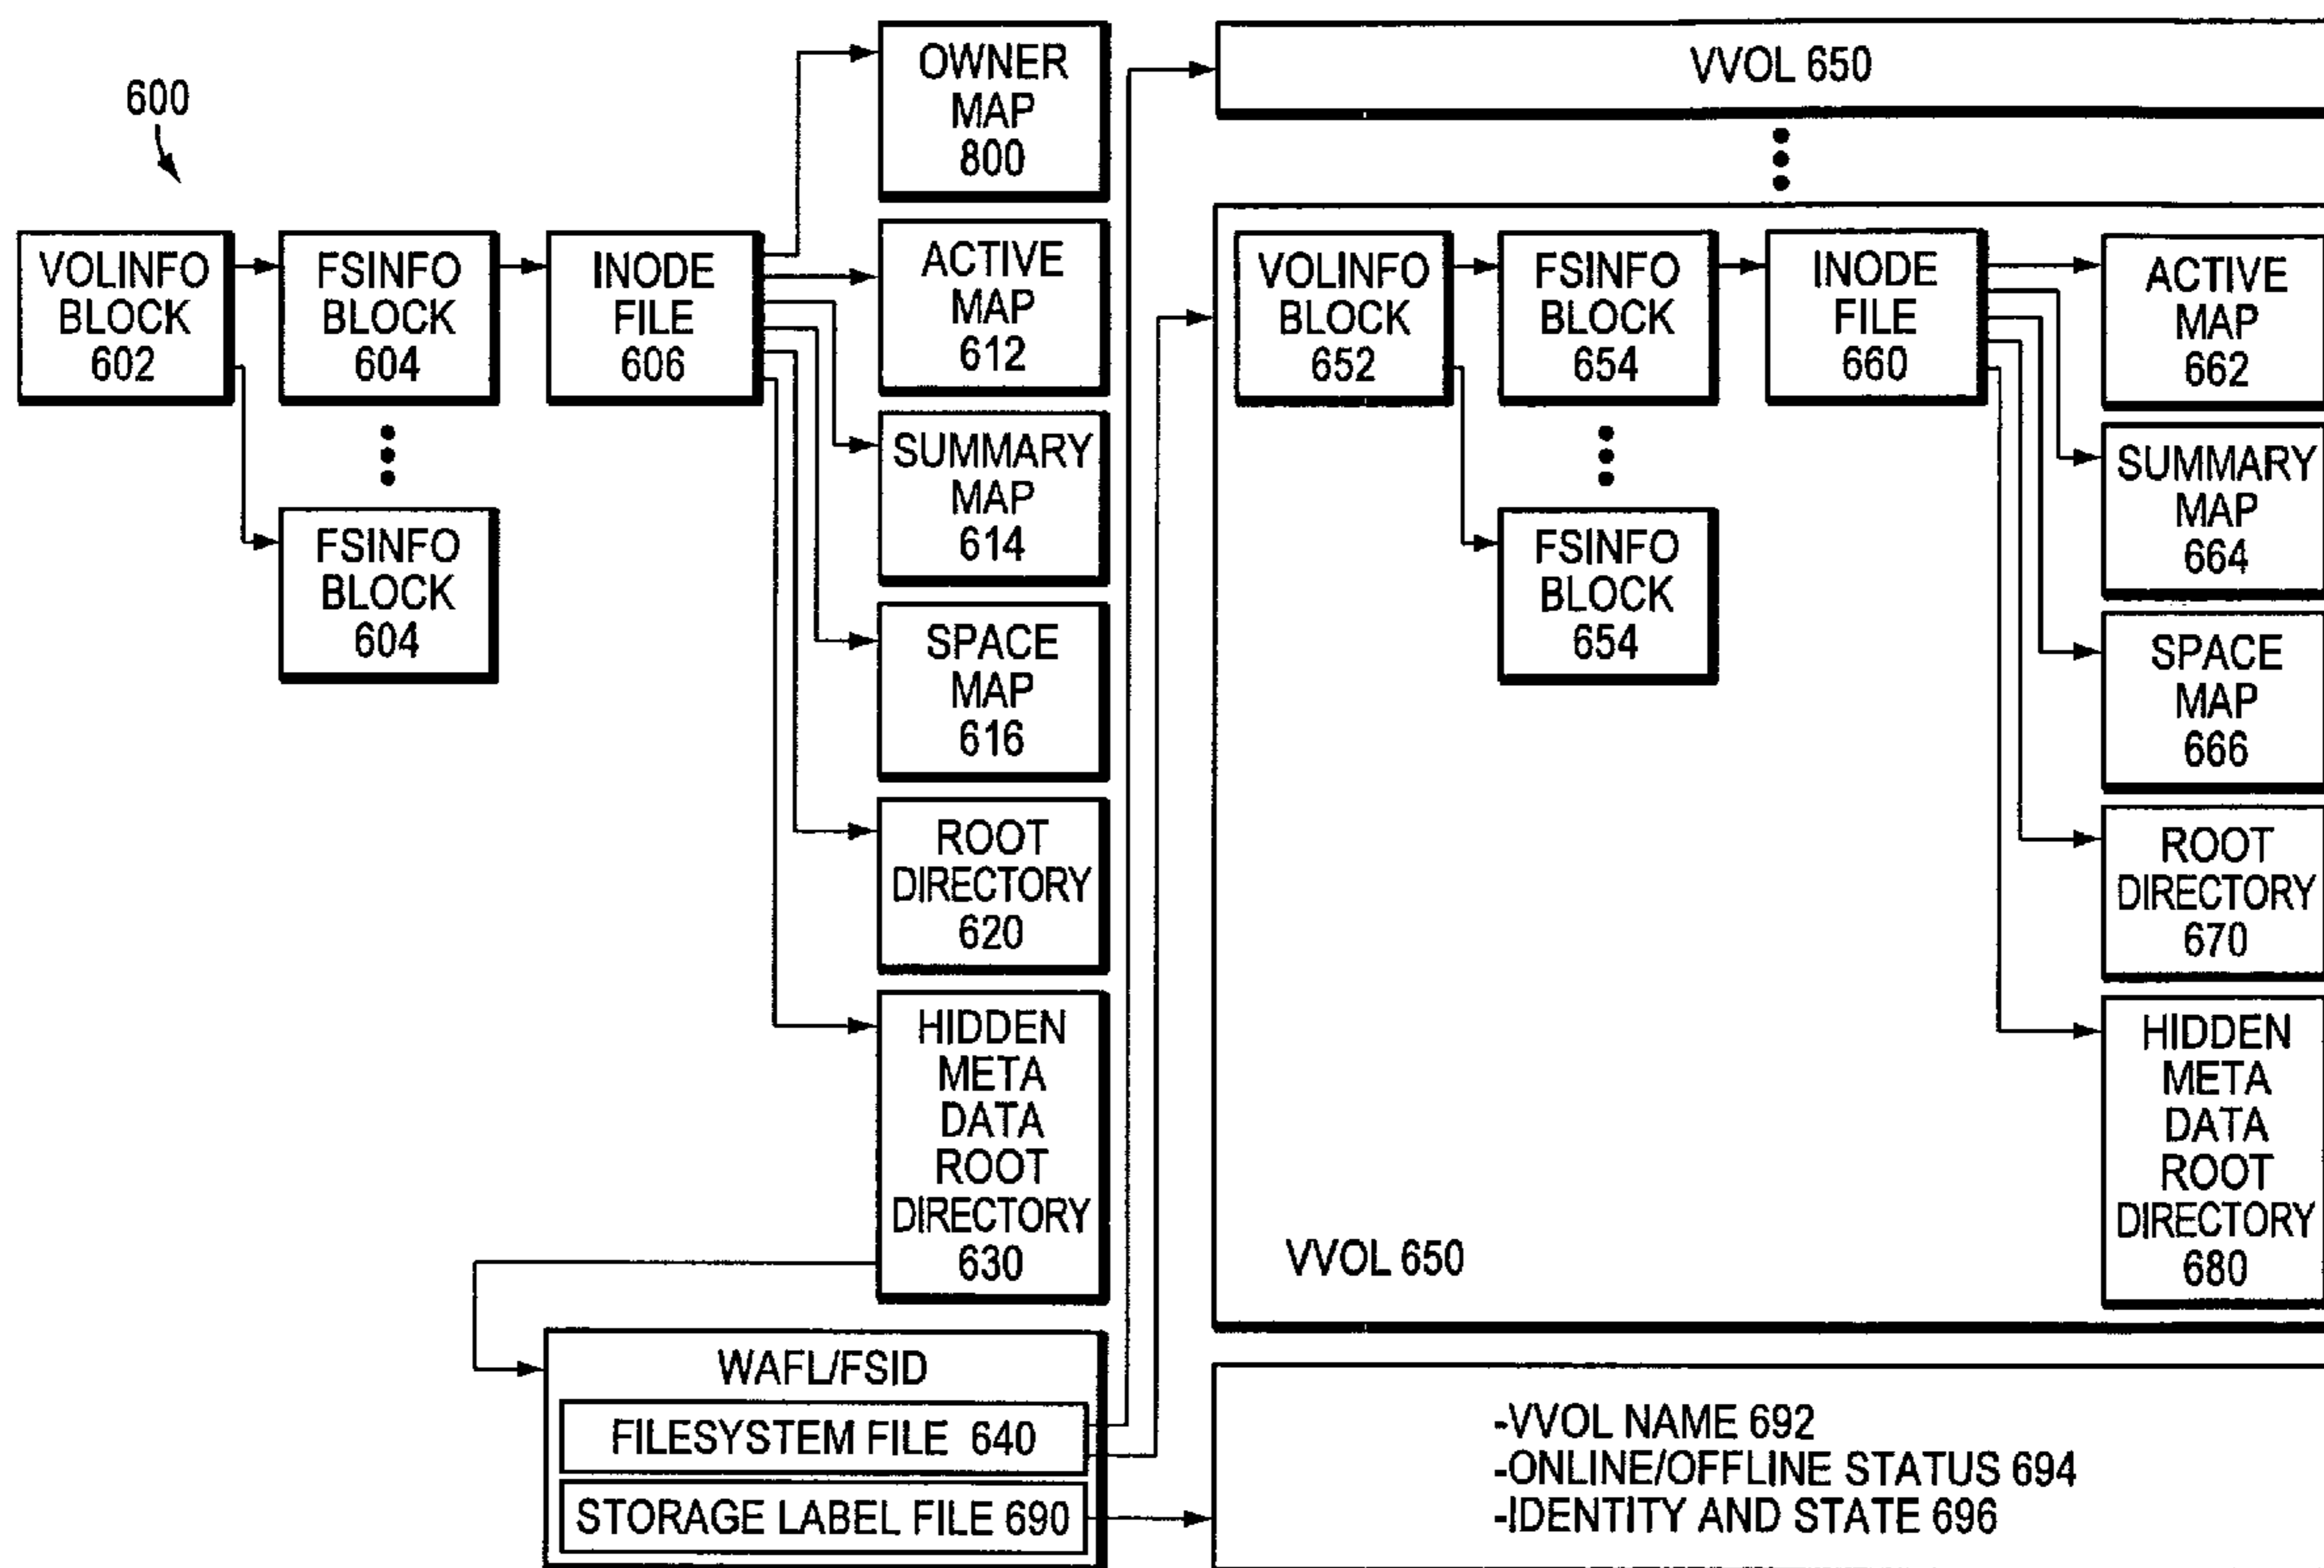 600
VOLINFO
BLOCK
602
FSINFO
BLOCK
604
FSINFO
BLOCK
604
INODE
FILE
606
OWNER
MAP
800
ACTIVE
MAP
612
SUMMARY
MAP
614
SPACE
MAP
616
ROOT
DIRECTORY
620
HIDDEN
META
DATA
ROOT
DIRECTORY
630
WAFL/FSID
FILESYSTEM FILE 640
STORAGE LABEL FILE 690
VVOL 650
VOLINFO
BLOCK
652
FSINFO
BLOCK
654
FSINFO
BLOCK
654
INODE
FILE
660
ACTIVE
MAP
662
SUMMARY
MAP
664
SPACE
MAP
666
ROOT
DIRECTORY
670
HIDDEN
META
DATA
ROOT
DIRECTORY
680
VVOL 650
-VVOL NAME 692
-ONLINE/OFFLINE STATUS 694
-IDENTITY AND STATE 696